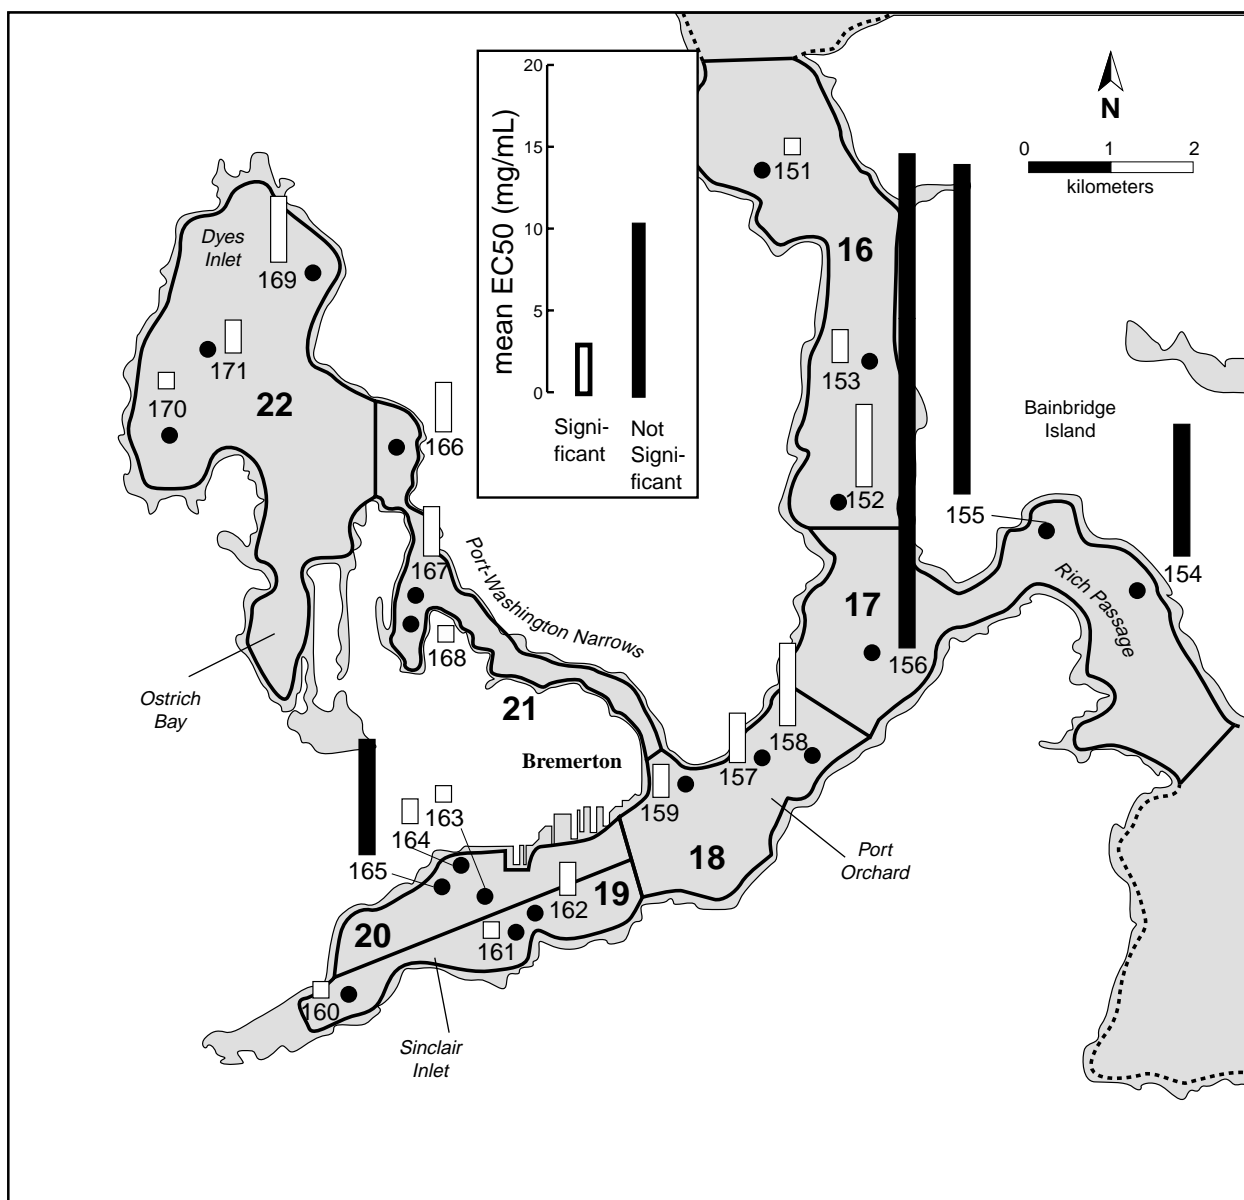 20
15
10
5
0
mean EC50 (mg/mL)
Signi-
ficant
Not
Signi-
ficant
N
0 1 2
kilometers
151
16
Dyes
Inlet
169
171
170
22
166
153
152
Bainbridge
Island
155
154
Rich Passage
167
Port-Washington Narrows
168
17
156
Ostrich
Bay
21
158
157
Bremerton
159
163
164
165
Port
Orchard
18
162
19
20
161
160
Sinclair
Inlet